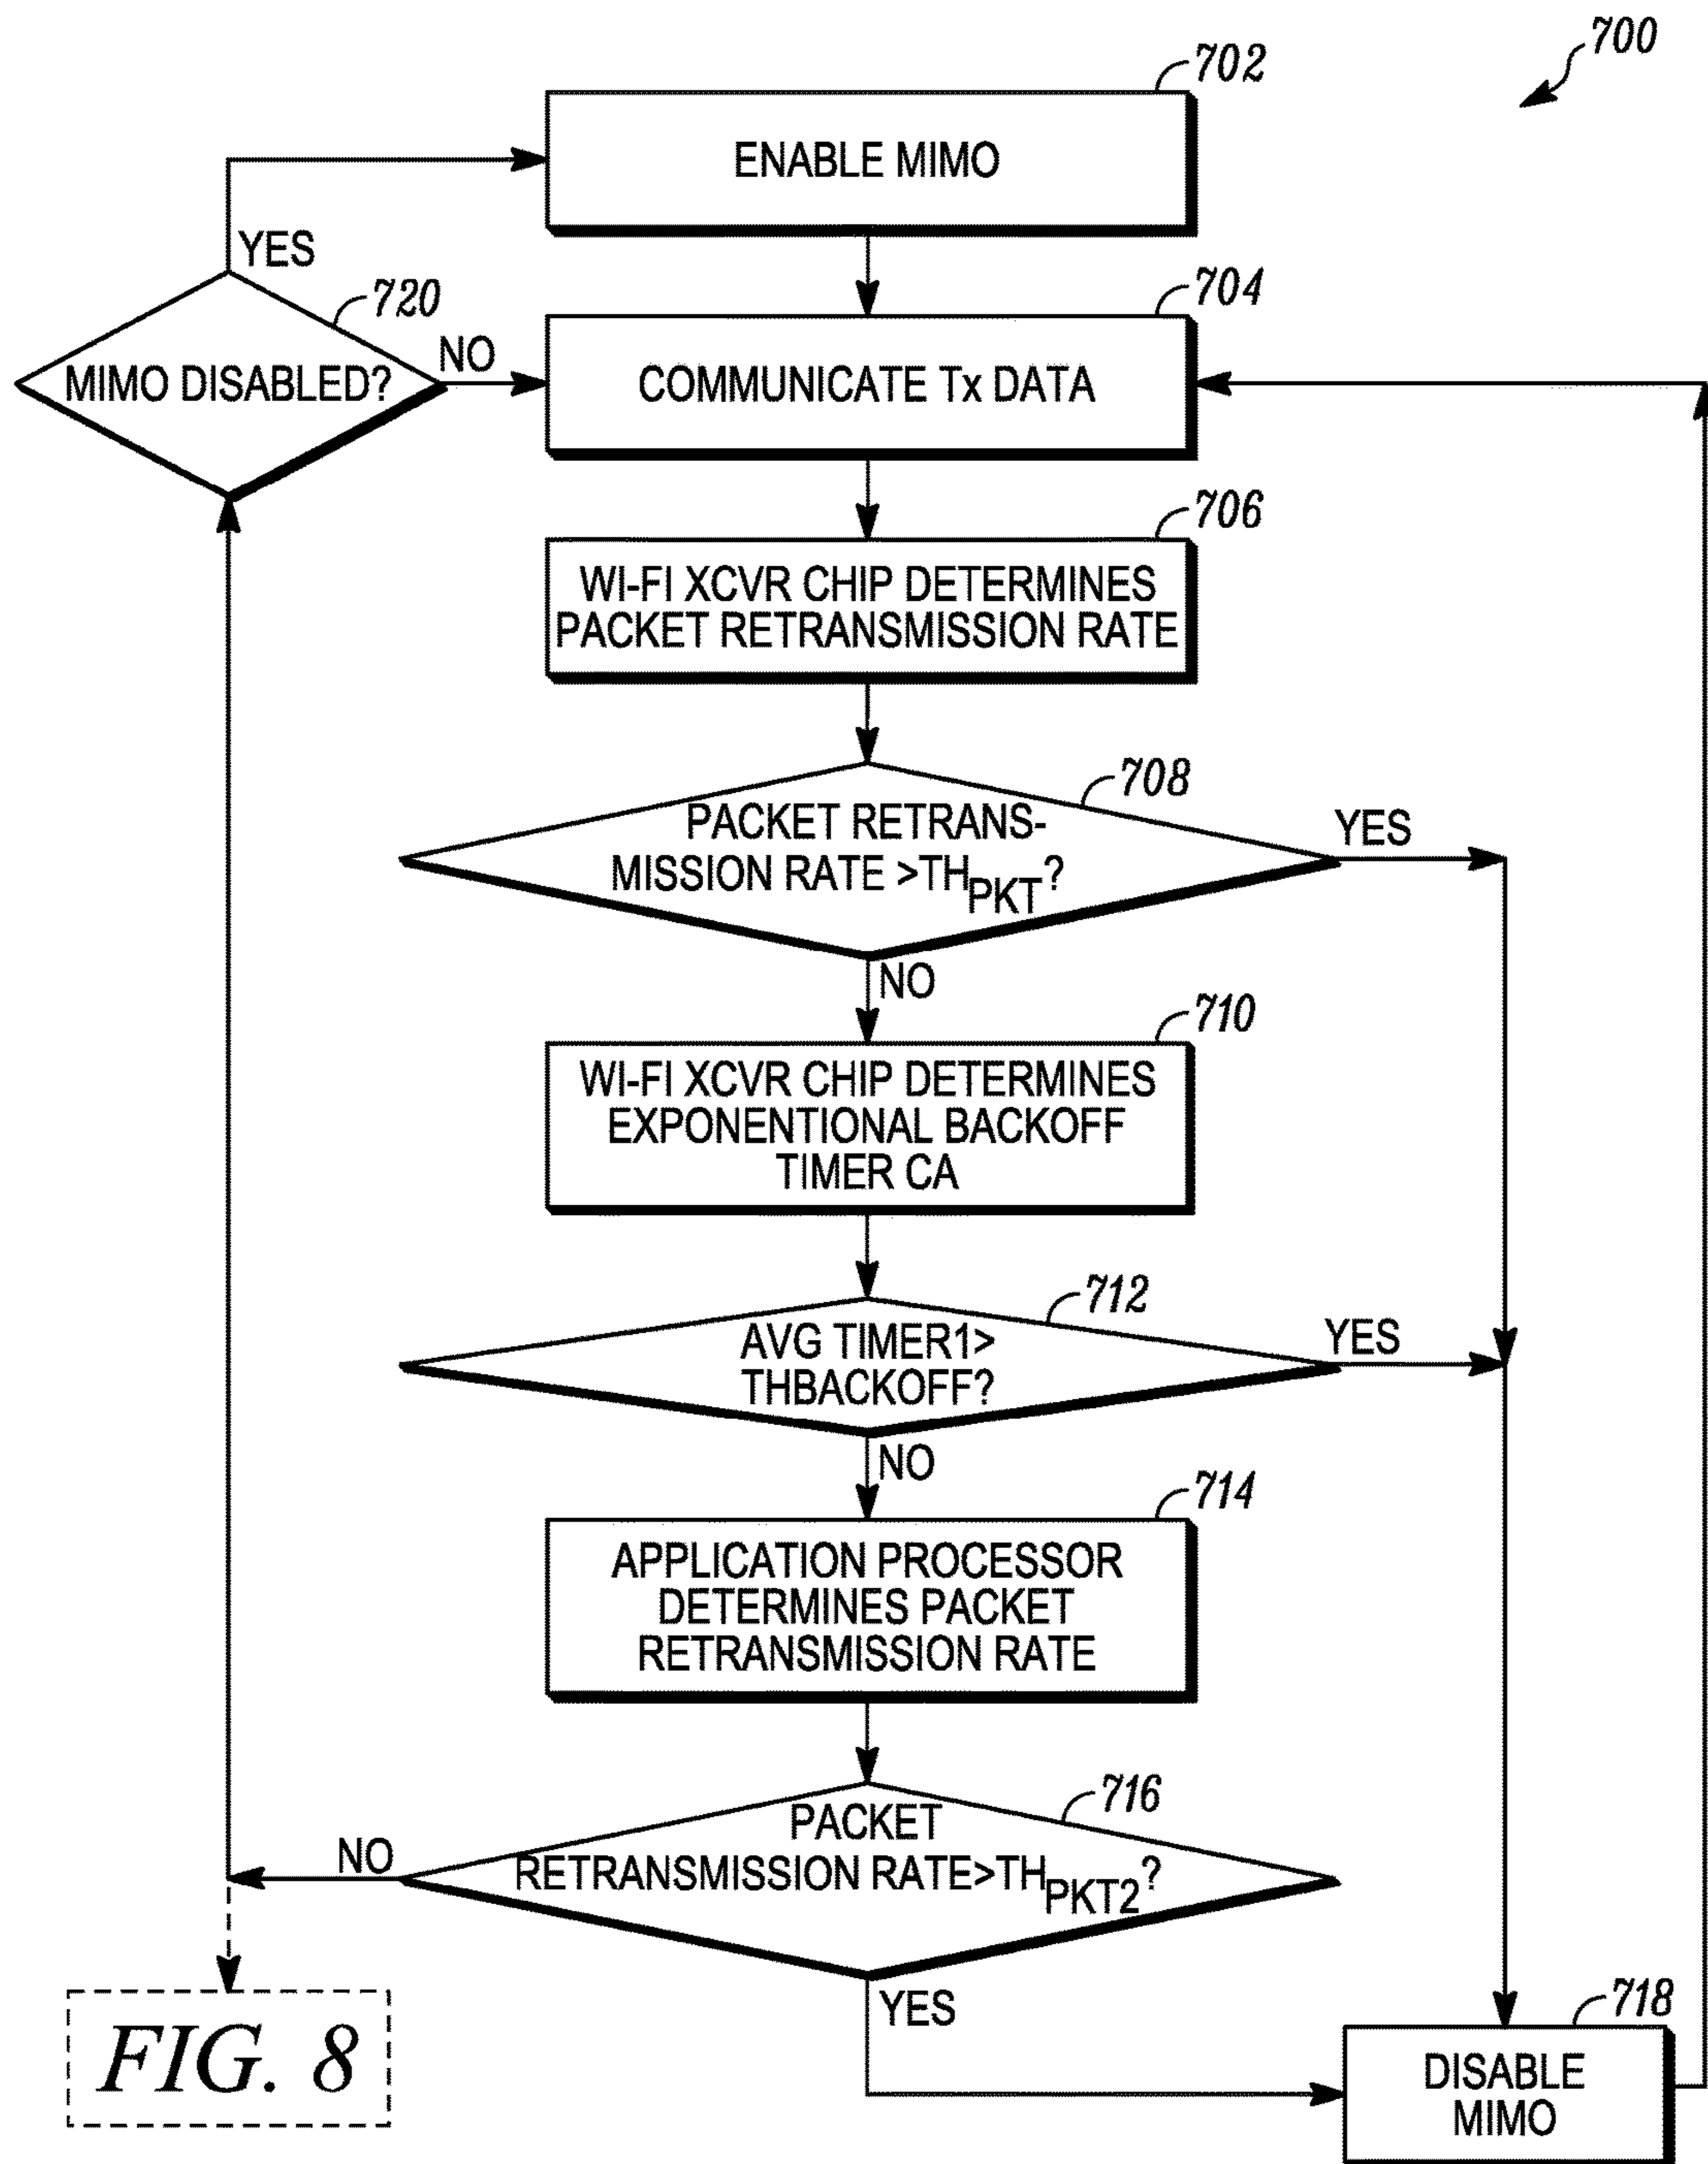 700
702
ENABLE MIMO
YES
720
MIMO DISABLED?
NO
704
COMMUNICATE Tx DATA
706
WI-FI XCVR CHIP DETERMINES
PACKET RETRANSMISSION RATE
708
PACKET RETRANS-
MISSION RATE >TH_PKT?
YES
NO
710
WI-FI XCVR CHIP DETERMINES
EXPONENTIONAL BACKOFF
TIMER CA
712
AVG TIMER1>
THBACKOFF?
YES
NO
714
APPLICATION PROCESSOR
DETERMINES PACKET
RETRANSMISSION RATE
716
PACKET
RETRANSMISSION RATE>TH_PKT2?
NO
YES
718
DISABLE
MIMO
FIG. 8